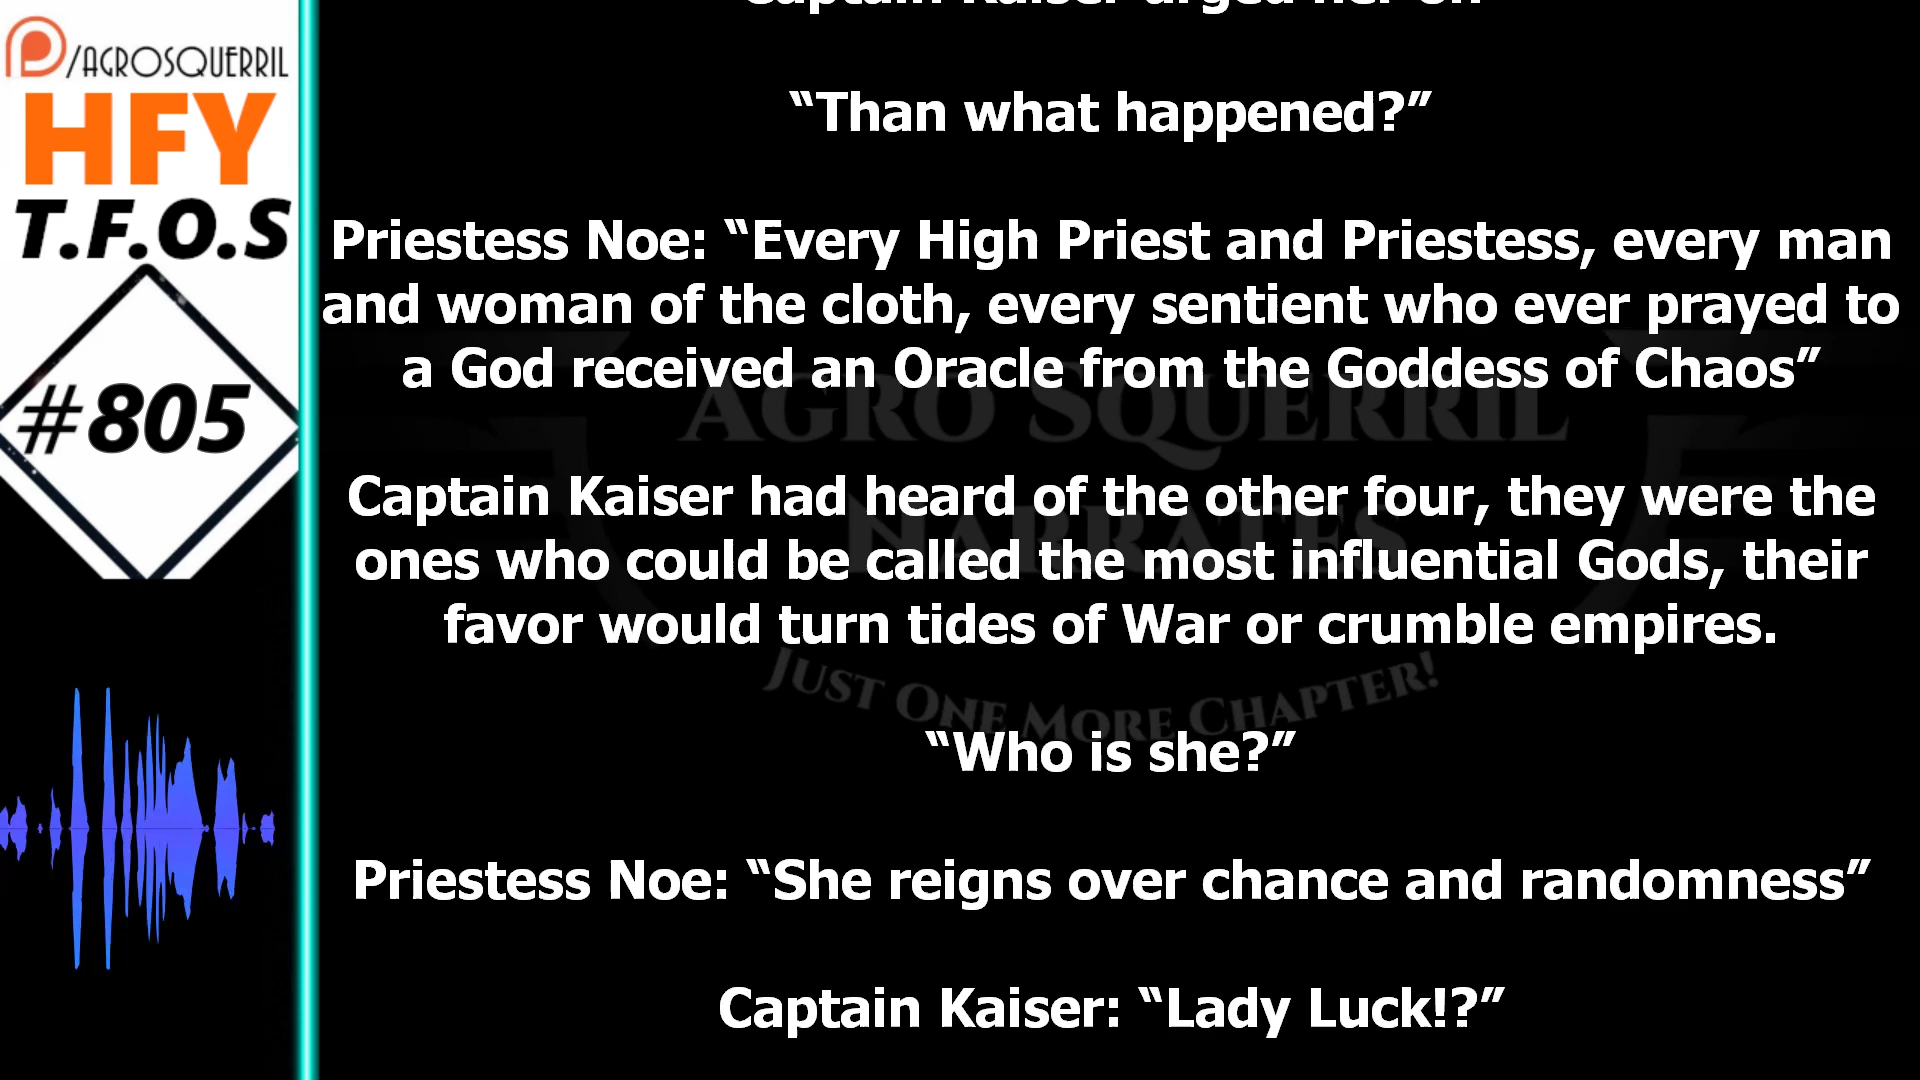 /AGROSQUERRIL
HFY
T.F.O.S
#805
Captain Kaiser urged her on
“Than what happened?”
Priestess Noe: “Every High Priest and Priestess, every man
and woman of the cloth, every sentient who ever prayed to
a God received an Oracle from the Goddess of Chaos”
Captain Kaiser had heard of the other four, they were the
ones who could be called the most influential Gods, their
favor would turn tides of War or crumble empires.
“Who is she?”
Priestess Noe: “She reigns over chance and randomness”
Captain Kaiser: “Lady Luck!?”
AGRO SQUERRIL
NARRATES
JUST ONE MORE CHAPTER!